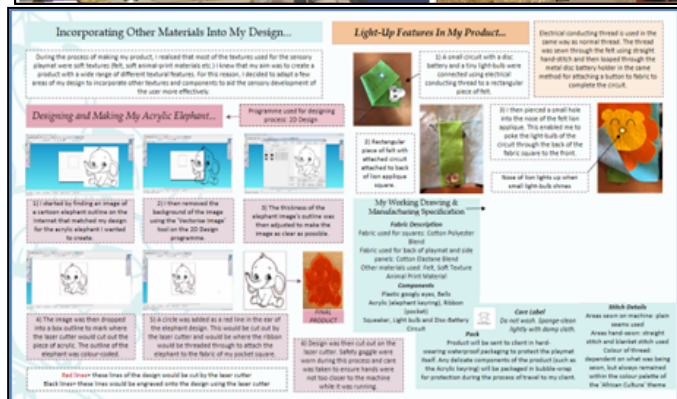 Incorporating Other Materials Into My Design...
During the process of making my product, I realised that most of the textures used for the sensory
playmat were soft textures (felt, soft animal-print materials etc.) I knew that my aim was to create a
product with a wide range of different textural features. For this reason, I decided to adapt a few
areas of my design to incorporate other textures and components to aid the sensory development of
the user more effectively.
Designing and Making My Acrylic Elephant...
Programme used for designing
process: 2D Design
1) I started by finding an image of
a cartoon elephant outline on the
Internet that matched my design
for the acrylic elephant I wanted
to create.
2) I then removed the
background of the image
using the 'Vectorise Image'
tool on the 2D Design
programme.
3) The thickness of the
elephant image's outline was
then adjusted to make the
image as clear as possible.
4) The image was then dropped
into a box outline to mark where
the laser cutter would cut out the
piece of acrylic. The outline of the
elephant was colour-coded.
5) A circle was added as a red line in the ear of
the elephant design. This would be cut out by
the laser cutter and would be where the ribbon
would be threaded through to attach the
elephant to the fabric of my pocket square.
FINAL
PRODUCT
6) Design was then cut out on the
laser cutter. Safety goggle were
worn during this process and care
was taken to ensure hands were
not too closer to the machine
while it was running.
Red lines= these lines of the design would be cut by the laser cutter
Black lines= these lines would be engraved onto the design using the laser cutter
Light-Up Features In My Product...
1) A small circuit with a disc
battery and a tiny light-bulb were
connected using electrical
conducting thread to a rectangular
piece of felt.
Electrical conducting thread is used in the
same way as normal thread. The thread
was sewn through the felt using straight
hand-stitch and then looped through the
metal disc battery holder in the same
method for attaching a button to fabric to
complete the circuit.
2) Rectangular
piece of felt with
attached circuit
attached to back
of lion applique
square.
3) I then pierced a small hole
into the nose of the felt lion
applique. This enabled me to
poke the light-bulb of the
circuit through the back of
the fabric square to the front.
Nose of lion lights up when
small light-bulb shines
My Working Drawing &
Manufacturing Specification
Fabric Description
Fabric used for squares: Cotton Polyester
Blend
Fabric used for back of playmat and side
panels: Cotton Elastane Blend
Other materials used: Felt, Soft Texture
Animal Print Material
Components
Plastic googly eyes, Bells
Acrylic (elephant keyring), Ribbon
(pocket)
Squeaker, Light bulb and Disc-Battery
Circuit
Care Label
Do not wash. Sponge-clean
lightly with damp cloth.
Pack
Product will be sent to client in hard-
wearing waterproof packaging to protect the playmat
itself. Any delicate components of the product (such as
the Acrylic keyring) will be packaged in bubble-wrap
for protection during the process of travel to my client.
Stitch Details
Areas sewn on machine: plain
seams used
Areas hand-sewn: straight
stitch and blanket stitch used
Colour of thread:
dependent on what was being
sewn, but always remained
within the colour palette of
the 'African Culture' theme